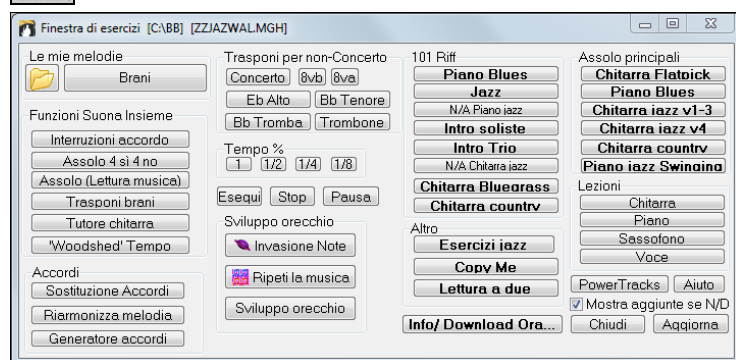 Finestra di esercizi [C:\BB] [ZZJAZWAL.MGH]
Le mie melodie
Brani
Funzioni Suona Insieme
Interruzioni accordo
Assolo 4 sì 4 no
Assolo (Lettura musica)
Trasponi brani
Tutore chitarra
'Woodshed' Tempo
Accordi
Sostituzione Accordi
Riarmonizza melodia
Generatore accordi
Trasponi per non-Concerto
Concerto 8vb 8va
Eb Alto Bb Tenore
Bb Tromba Trombone
Tempo %
1 1/2 1/4 1/8
Esequi Stop Pausa
Sviluppo orecchio
Invasione Note
Ripeti la musica
Sviluppo orecchio
101 Riff
Piano Blues
Jazz
N/A Piano jazz
Intro soliste
Intro Trio
N/A Chitarra jazz
Chitarra Bluegrass
Chitarra country
Altro
Esercizi jazz
Copy Me
Lettura a due
Info/ Download Ora...
Assolo principali
Chitarra Flatpick
Piano Blues
Chitarra jazz v1-3
Chitarra jazz v4
Chitarra country
Piano jazz Swinging
Lezioni
Chitarra
Piano
Sassofono
Voce
PowerTracks Aiuto
Mostra aggiunte se N/D
Chiudi Aggiorna